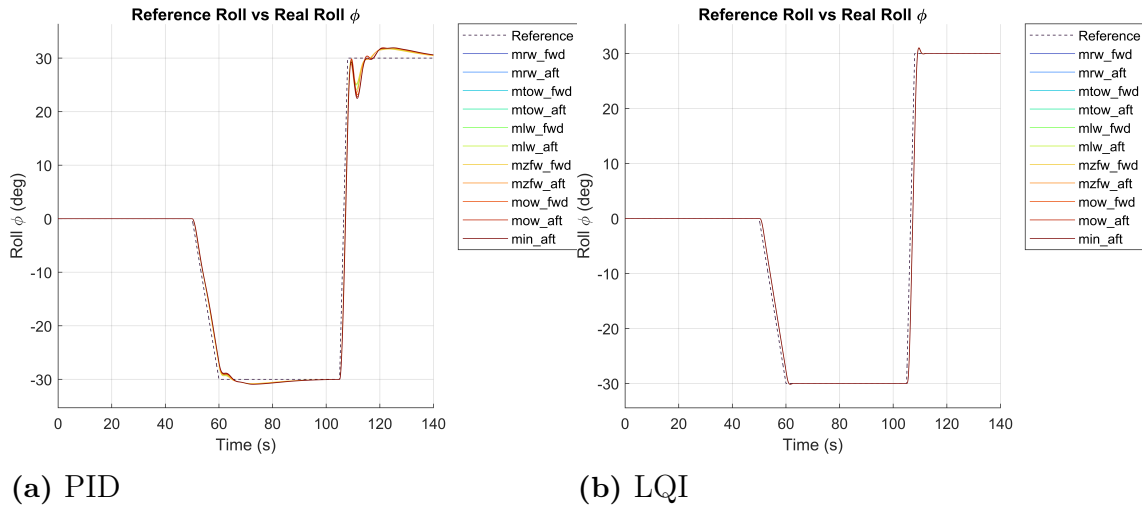 Reference Roll vs Real Roll ϕ
Roll ϕ (deg)
30
20
10
0
-10
-20
-30
0
20
40
60
80
100
120
140
Time (s)
Reference
mrw_fwd
mrw_aft
mtow_fwd
mtow_aft
mlw_fwd
mlw_aft
mzfw_fwd
mzfw_aft
mow_fwd
mow_aft
min_aft
(a) PID
Reference Roll vs Real Roll ϕ
Roll ϕ (deg)
30
20
10
0
-10
-20
-30
0
20
40
60
80
100
120
140
Time (s)
Reference
mrw_fwd
mrw_aft
mtow_fwd
mtow_aft
mlw_fwd
mlw_aft
mzfw_fwd
mzfw_aft
mow_fwd
mow_aft
min_aft
(b) LQI